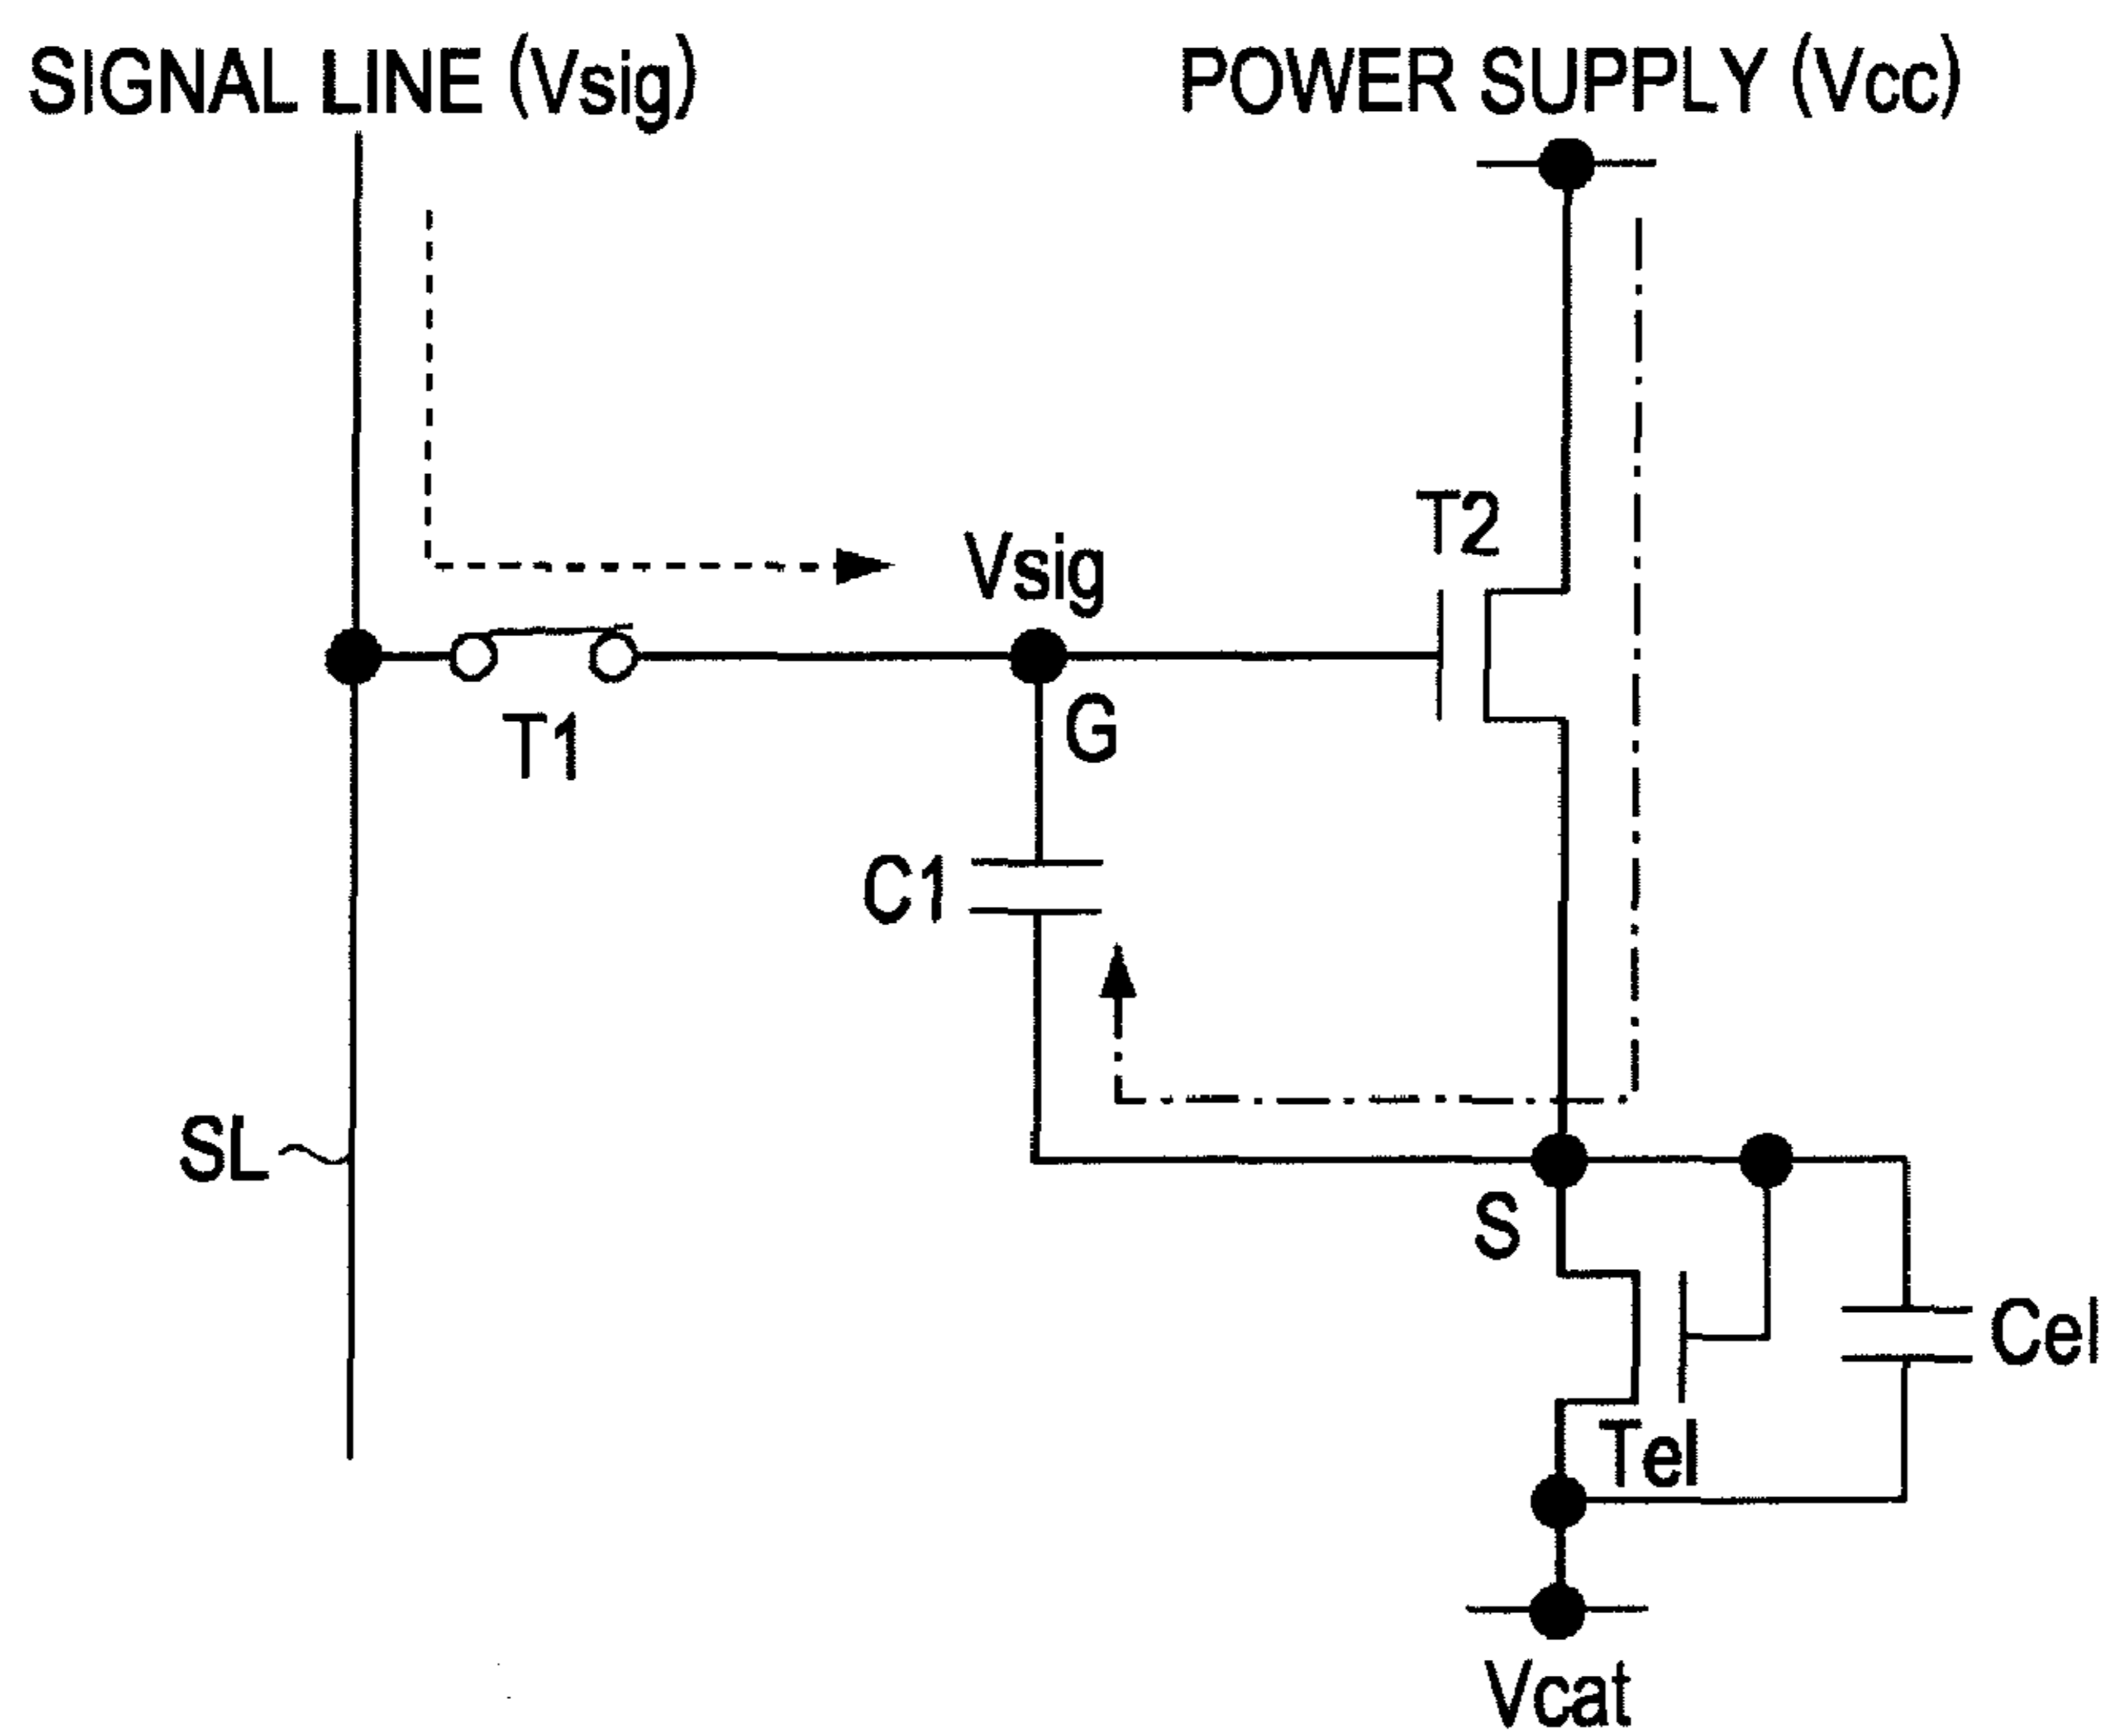 SIGNAL LINE (Vsig)
POWER SUPPLY (Vcc)
T2
Vsig
T1
G
C1
SL
S
Cel
Tel
Vcat